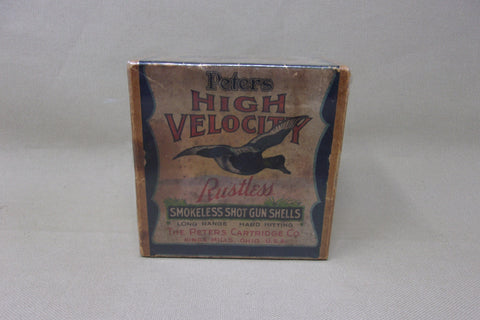 Peters
HIGH
VELOCITY
Rustless
SMOKELESS SHOT GUN SHELLS
LONG RANGE HARD HITTING
THE PETERS CARTRIDGE CO.
KINGS MILLS, OHIO, U.S.A.